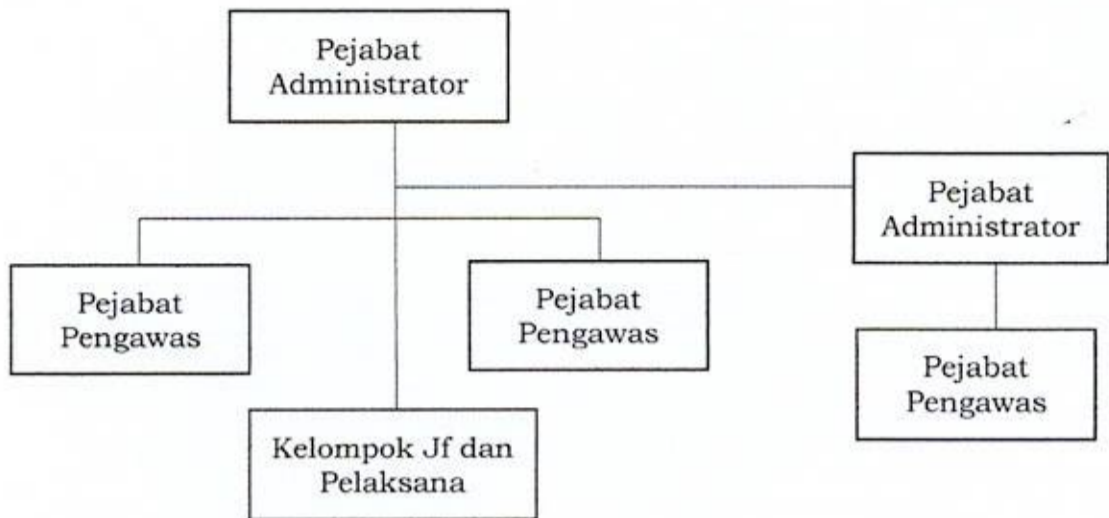 Pejabat
Administrator
Pejabat
Administrator
Pejabat
Pengawas
Pejabat
Pengawas
Pejabat
Pengawas
Kelompok Jf dan
Pelaksana